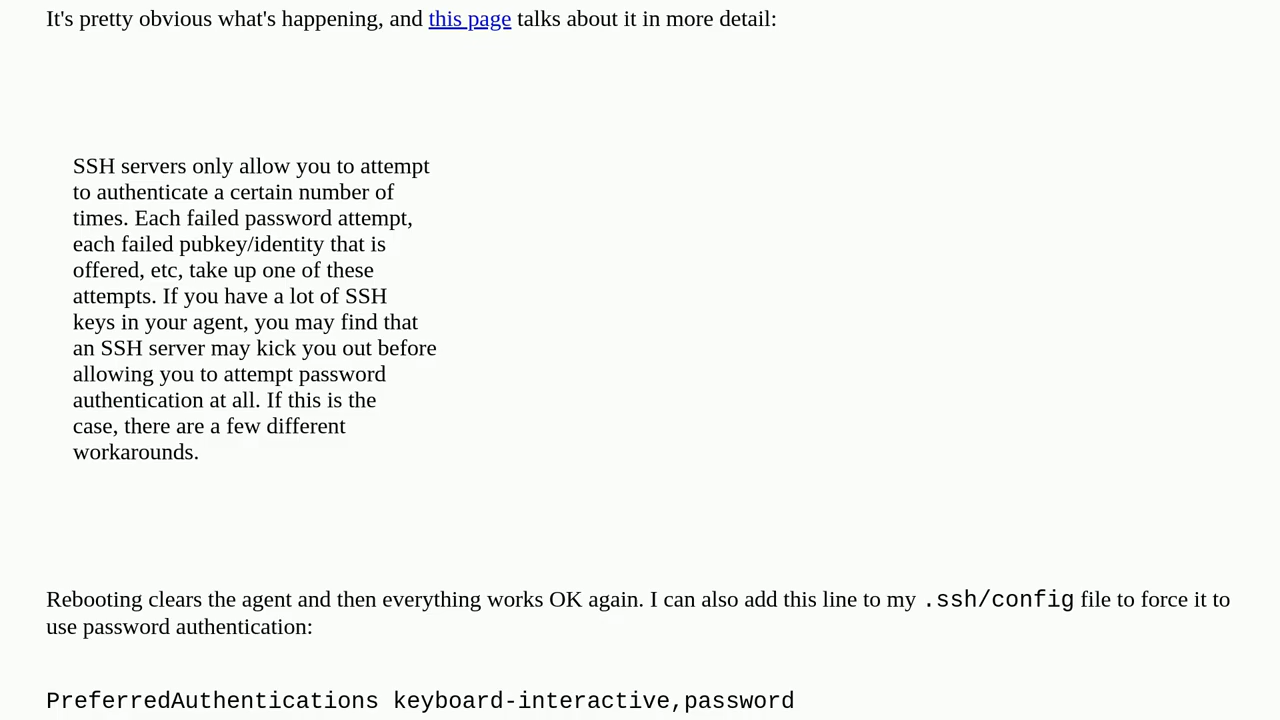 It's pretty obvious what's happening, and this page talks about it in more detail:
SSH servers only allow you to attempt
to authenticate a certain number of
times. Each failed password attempt,
each failed pubkey/identity that is
offered, etc, take up one of these
attempts. If you have a lot of SSH
keys in your agent, you may find that
an SSH server may kick you out before
allowing you to attempt password
authentication at all. If this is the
case, there are a few different
workarounds.
Rebooting clears the agent and then everything works OK again. I can also add this line to my .ssh/config file to force it to
use password authentication:
PreferredAuthentications keyboard-interactive,password